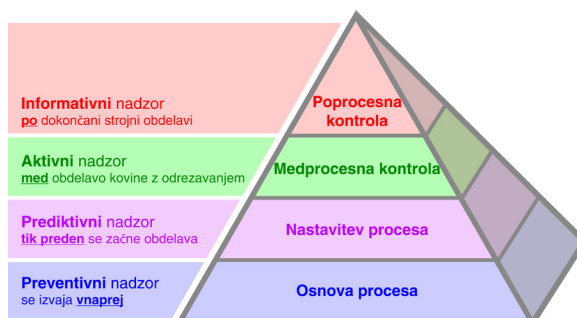 Informativni nadzor
po dokončani strojni obdelavi
Poprocesna
kontrola
Aktivni nadzor
med obdelavo kovine z odrezavanjem
Medprocesna kontrola
Prediktivni nadzor
tik preden se začne obdelava
Nastavitev procesa
Preventivni nadzor
se izvaja vnaprej
Osnova procesa